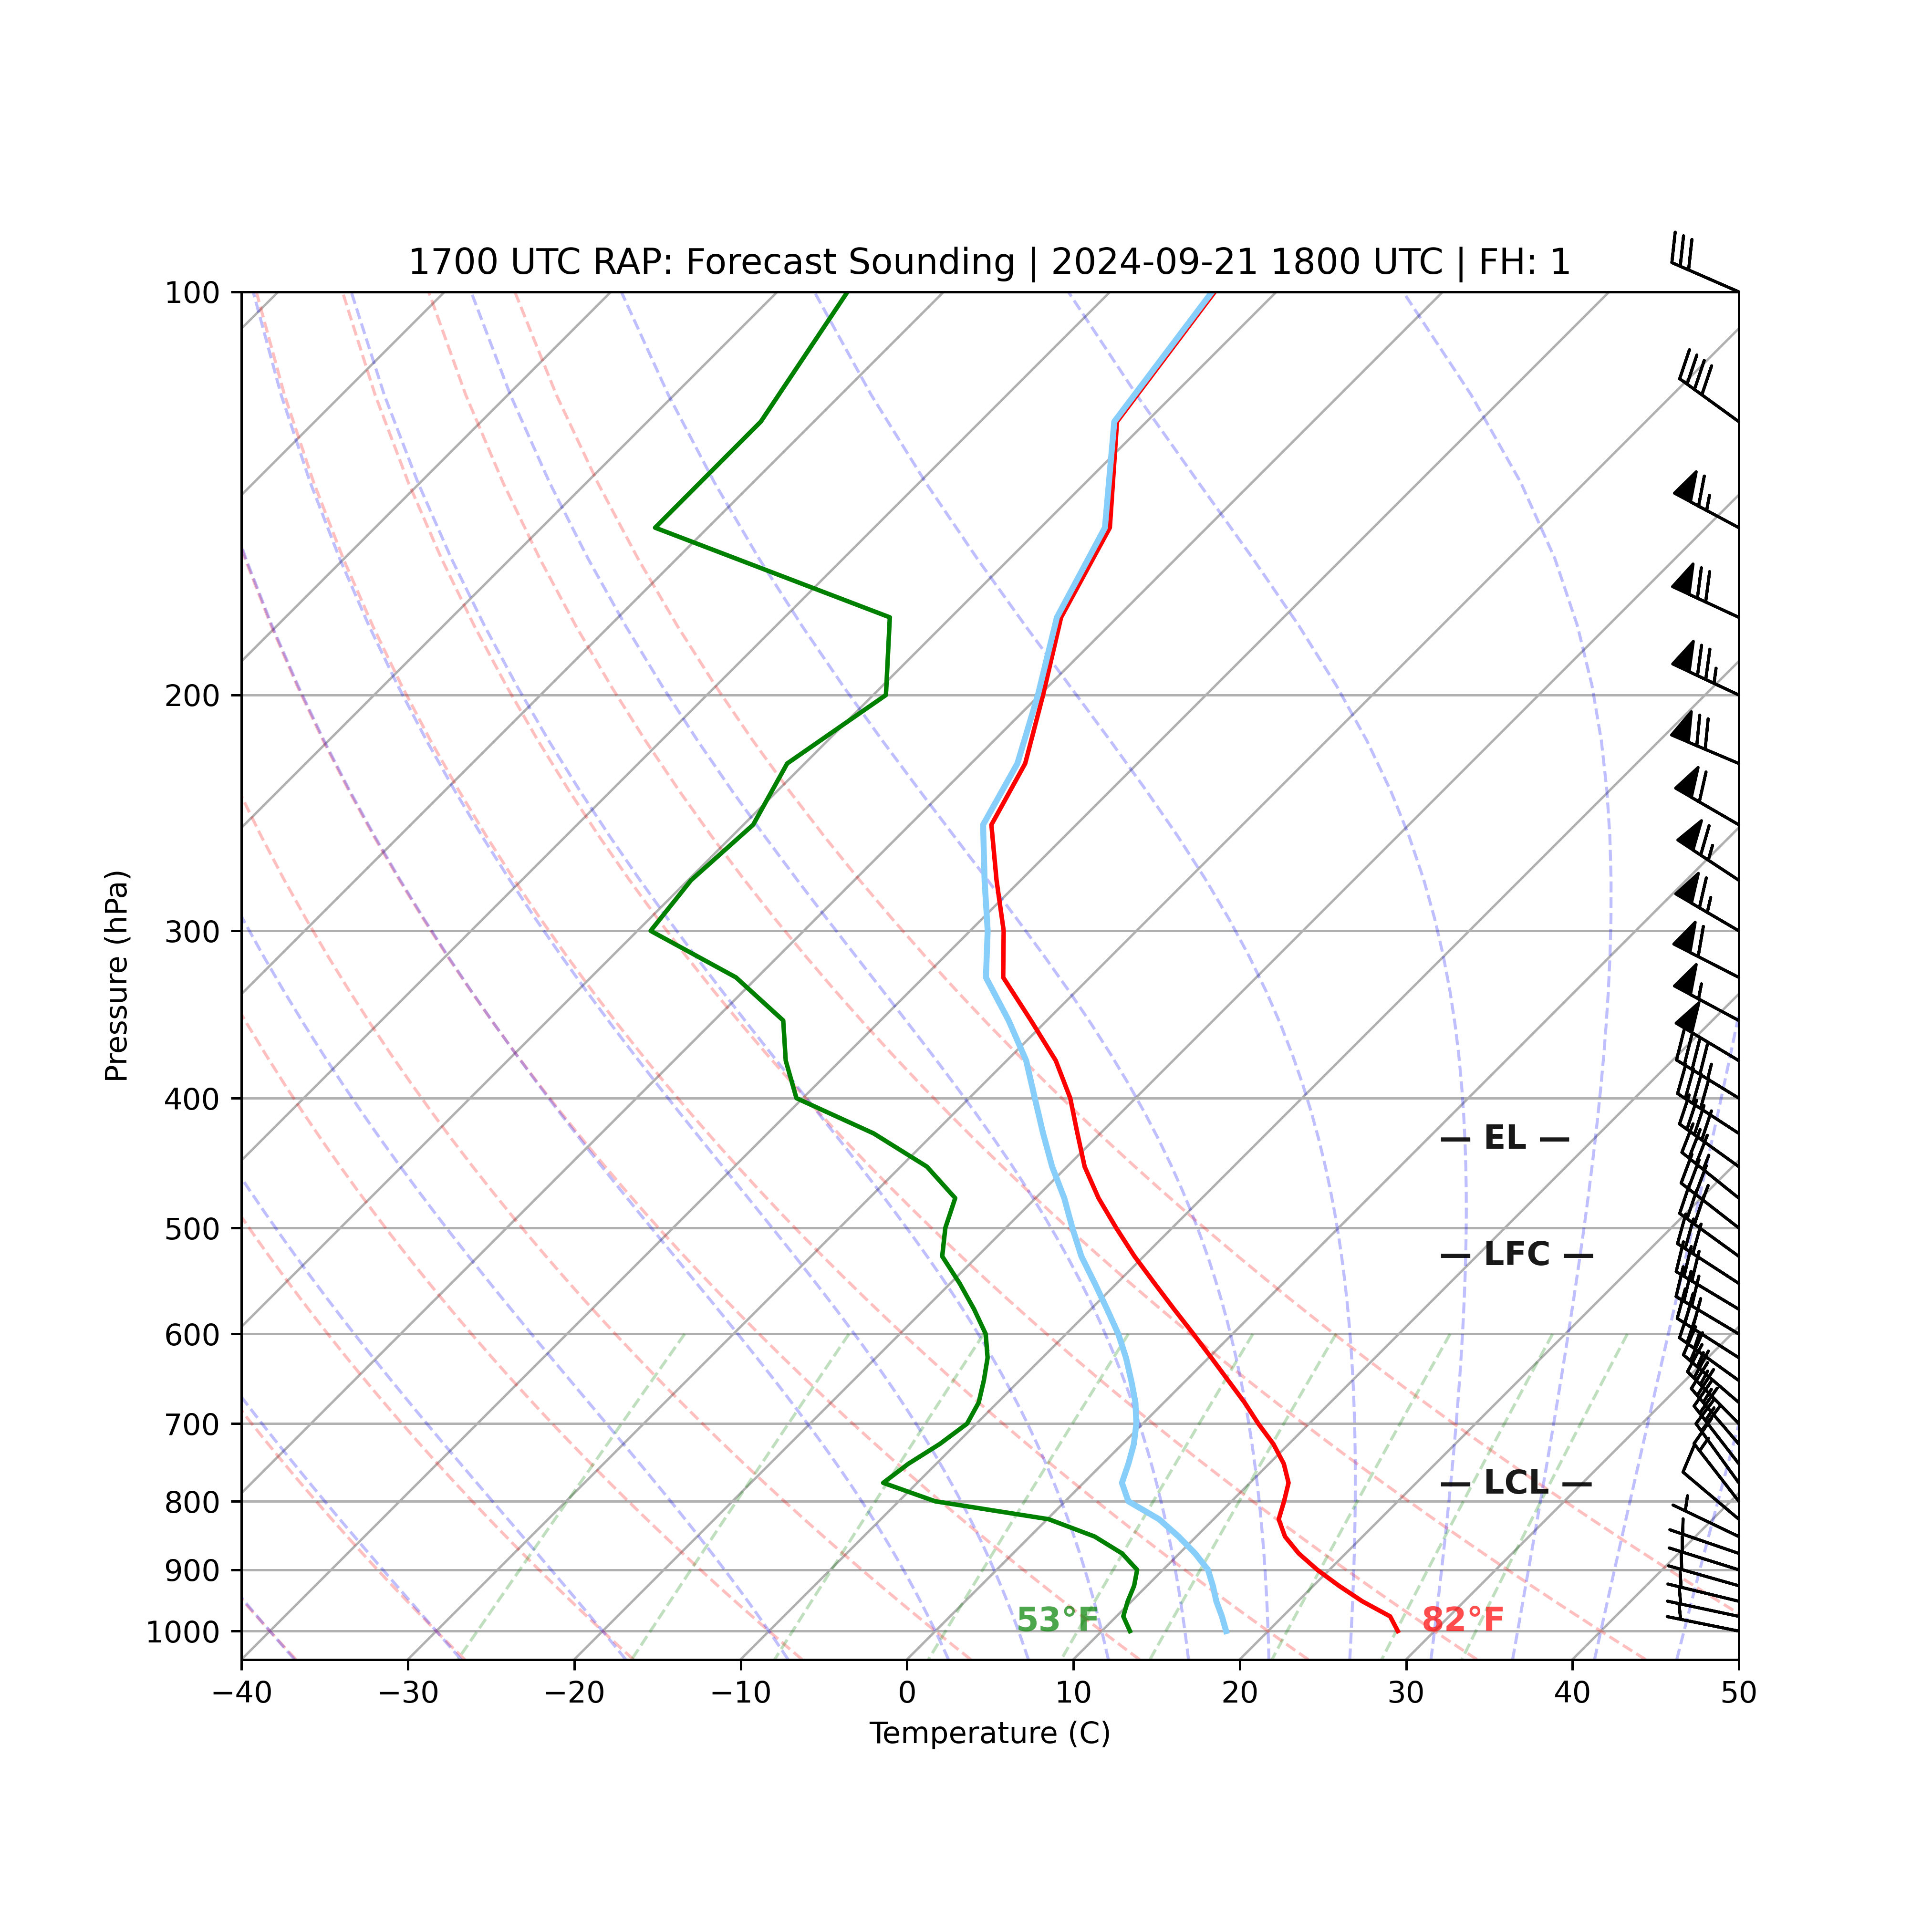 1700 UTC RAP: Forecast Sounding | 2024-09-21 1800 UTC | FH: 1
100
200
300
400
— EL —
500
— LFC —
600
700
— LCL —
800
900
1000
53°F
82°F
Pressure (hPa)
−40 −30 −20 −10 0 10 20 30 40 50
Temperature (C)